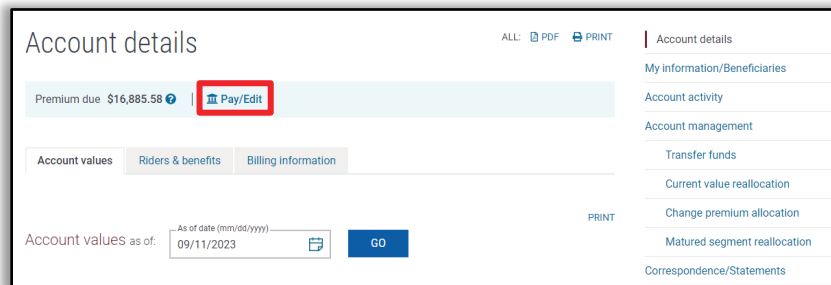 Account details
ALL: PDF PRINT
Premium due $16,885.58 ? | Pay/Edit
Account values Riders & benefits Billing information
PRINT
Account values as of:
As of date (mm/dd/yyyy)
09/11/2023
GO
Account details
My information/Beneficiaries
Account activity
Account management
Transfer funds
Current value reallocation
Change premium allocation
Matured segment reallocation
Correspondence/Statements